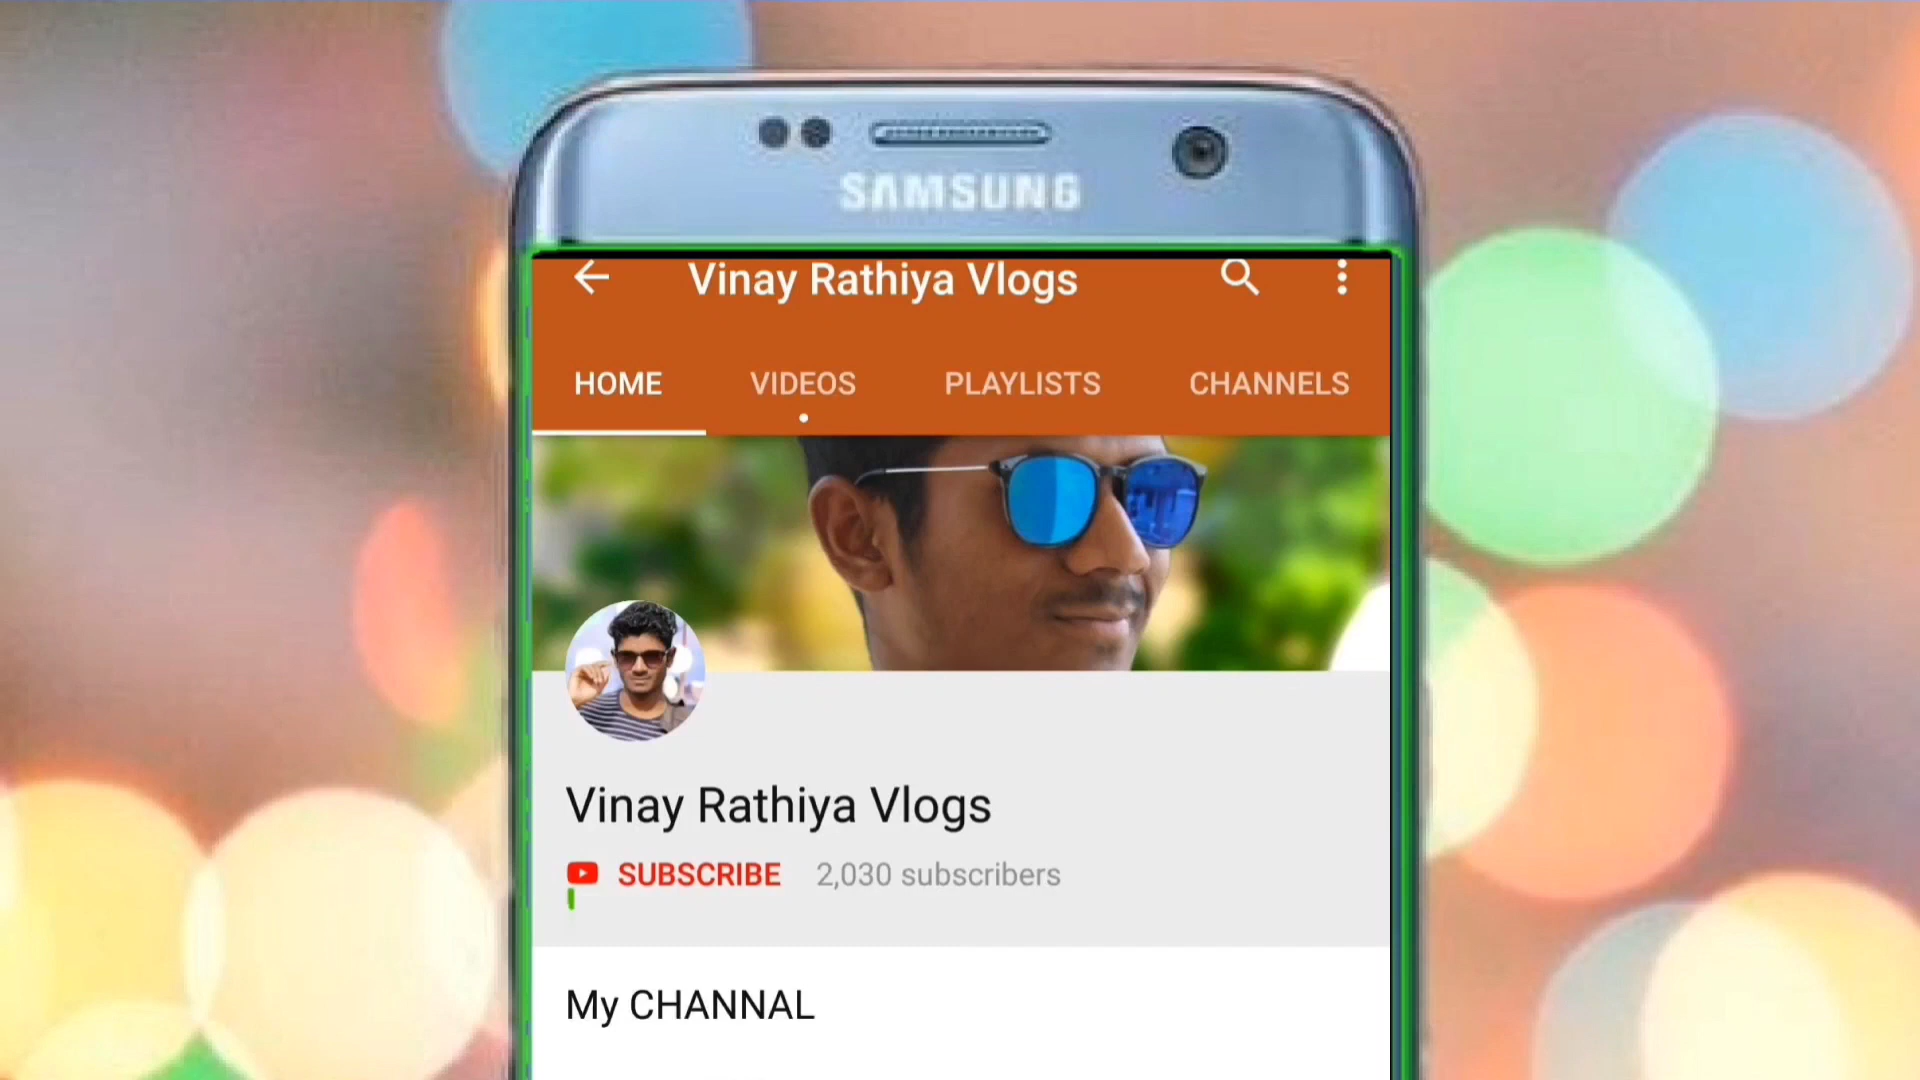 SAMSUNG
Vinay Rathiya Vlogs
HOME VIDEOS PLAYLISTS CHANNELS
Vinay Rathiya Vlogs
SUBSCRIBE 2,030 subscribers
My CHANNAL